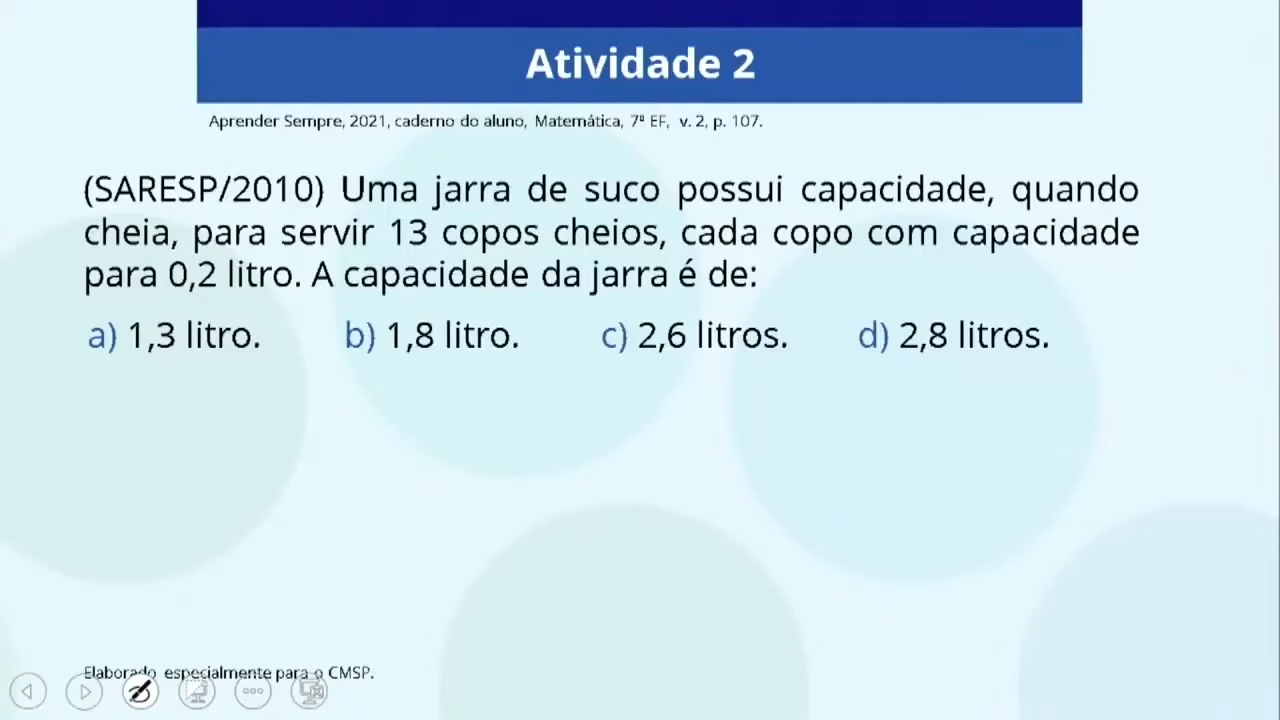 Atividade 2
Aprender Sempre, 2021, caderno do aluno, Matemática, 7º EF, v. 2, p. 107.
(SARESP/2010) Uma jarra de suco possui capacidade, quando
cheia, para servir 13 copos cheios, cada copo com capacidade
para 0,2 litro. A capacidade da jarra é de:
a) 1,3 litro. b) 1,8 litro. c) 2,6 litros. d) 2,8 litros.
Elaborado especialmente para o CMSP.